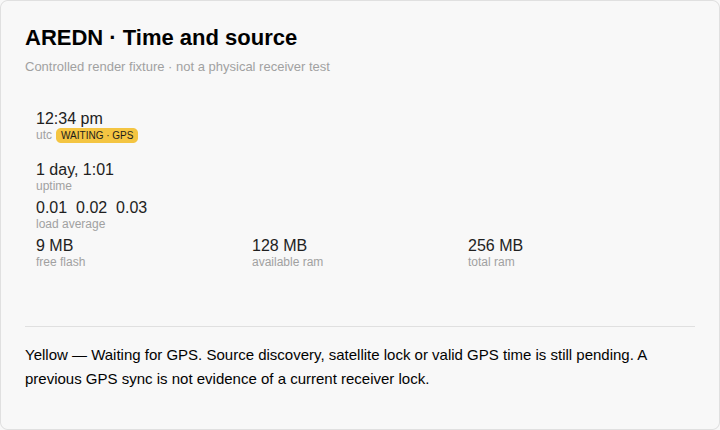 AREDN · Time and source
Controlled render fixture · not a physical receiver test
12:34 pm
utc WAITING · GPS
1 day, 1:01
uptime
0.01 0.02 0.03
load average
9 MB 128 MB 256 MB
free flash available ram total ram
Yellow — Waiting for GPS. Source discovery, satellite lock or valid GPS time is still pending. A
previous GPS sync is not evidence of a current receiver lock.